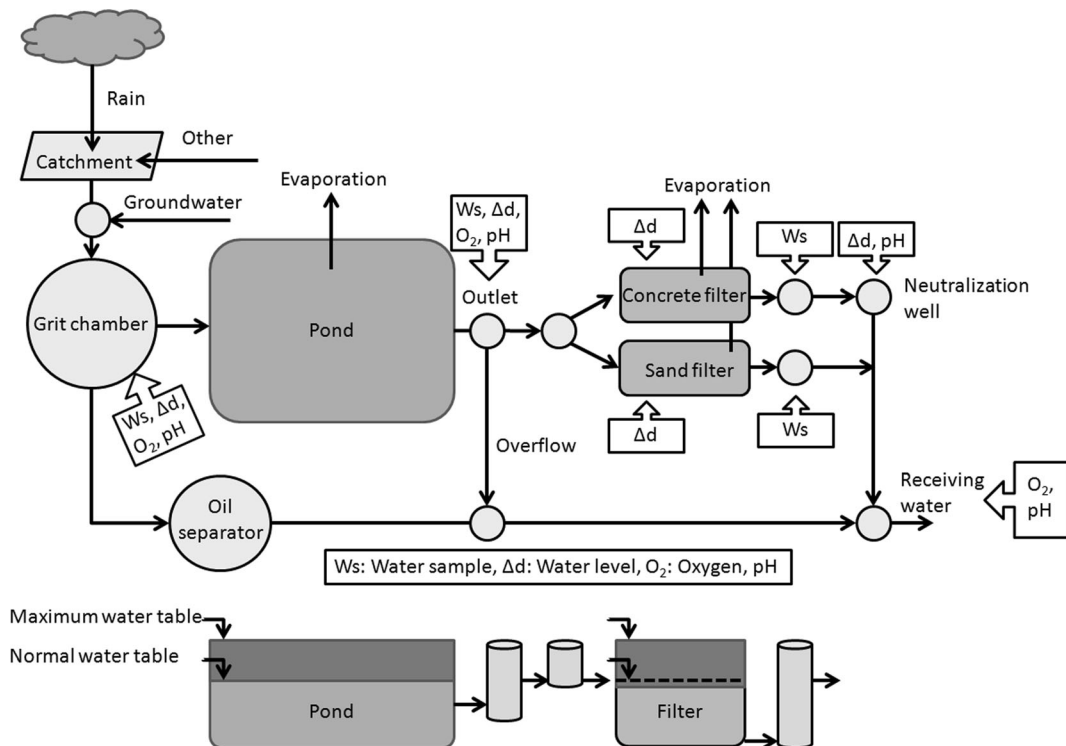 Rain
Other
Catchment
Groundwater
Evaporation
Ws, Δd,
O₂, pH
Evaporation
Δd
Ws
Δd, pH
Grit chamber
Pond
Outlet
Concrete filter
Neutralization
well
Sand filter
Ws, Δd,
O₂, pH
Δd
Ws
Overflow
Oil
separator
Receiving
water
O₂,
pH
Ws: Water sample, Δd: Water level, O₂: Oxygen, pH
Maximum water table
Normal water table
Pond
Filter